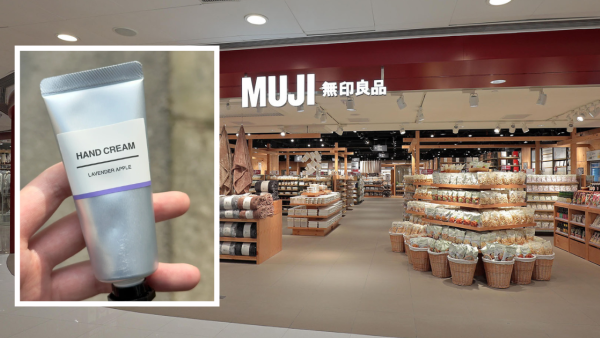 MUJI 無印良品
HAND CREAM
LAVENDER APPLE